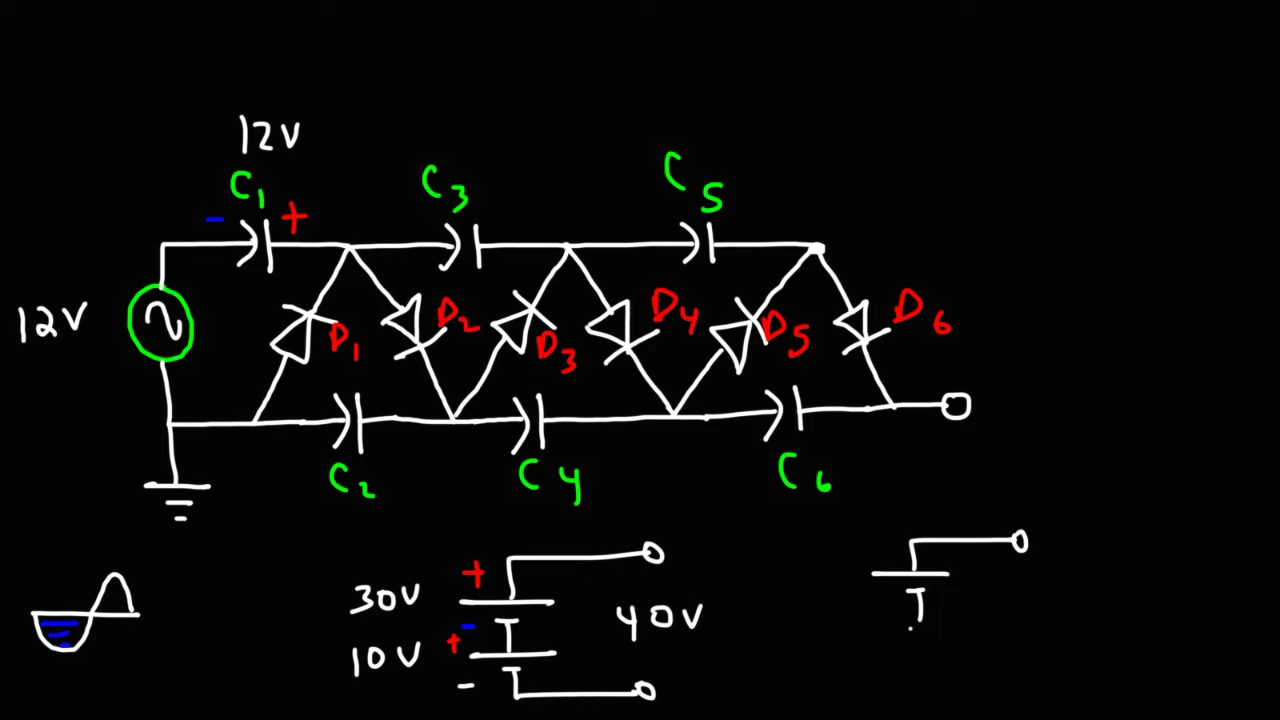 12V
C1
C3
C5
- +
12V
D1
D2
D3
D4
D5
D6
C2
C4
C6
+
30V
-
40V
+
10V
-